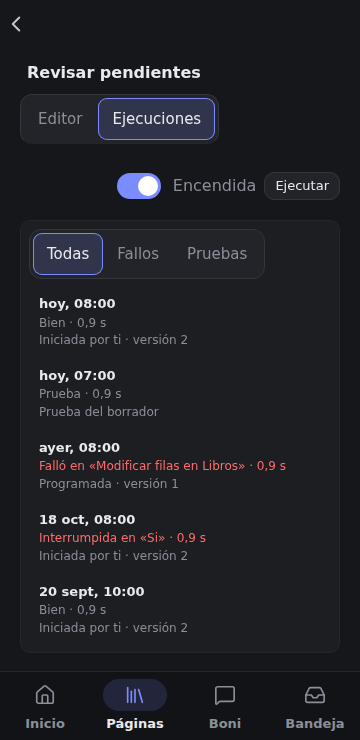 Revisar pendientes
Editor
Ejecuciones
Encendida
Ejecutar
Todas
Fallos
Pruebas
hoy, 08:00
Bien · 0,9 s
Iniciada por ti · versión 2
hoy, 07:00
Prueba · 0,9 s
Prueba del borrador
ayer, 08:00
Falló en «Modificar filas en Libros» · 0,9 s
Programada · versión 1
18 oct, 08:00
Interrumpida en «Si» · 0,9 s
Iniciada por ti · versión 2
20 sept, 10:00
Bien · 0,9 s
Iniciada por ti · versión 2
Inicio
Páginas
Boni
Bandeja